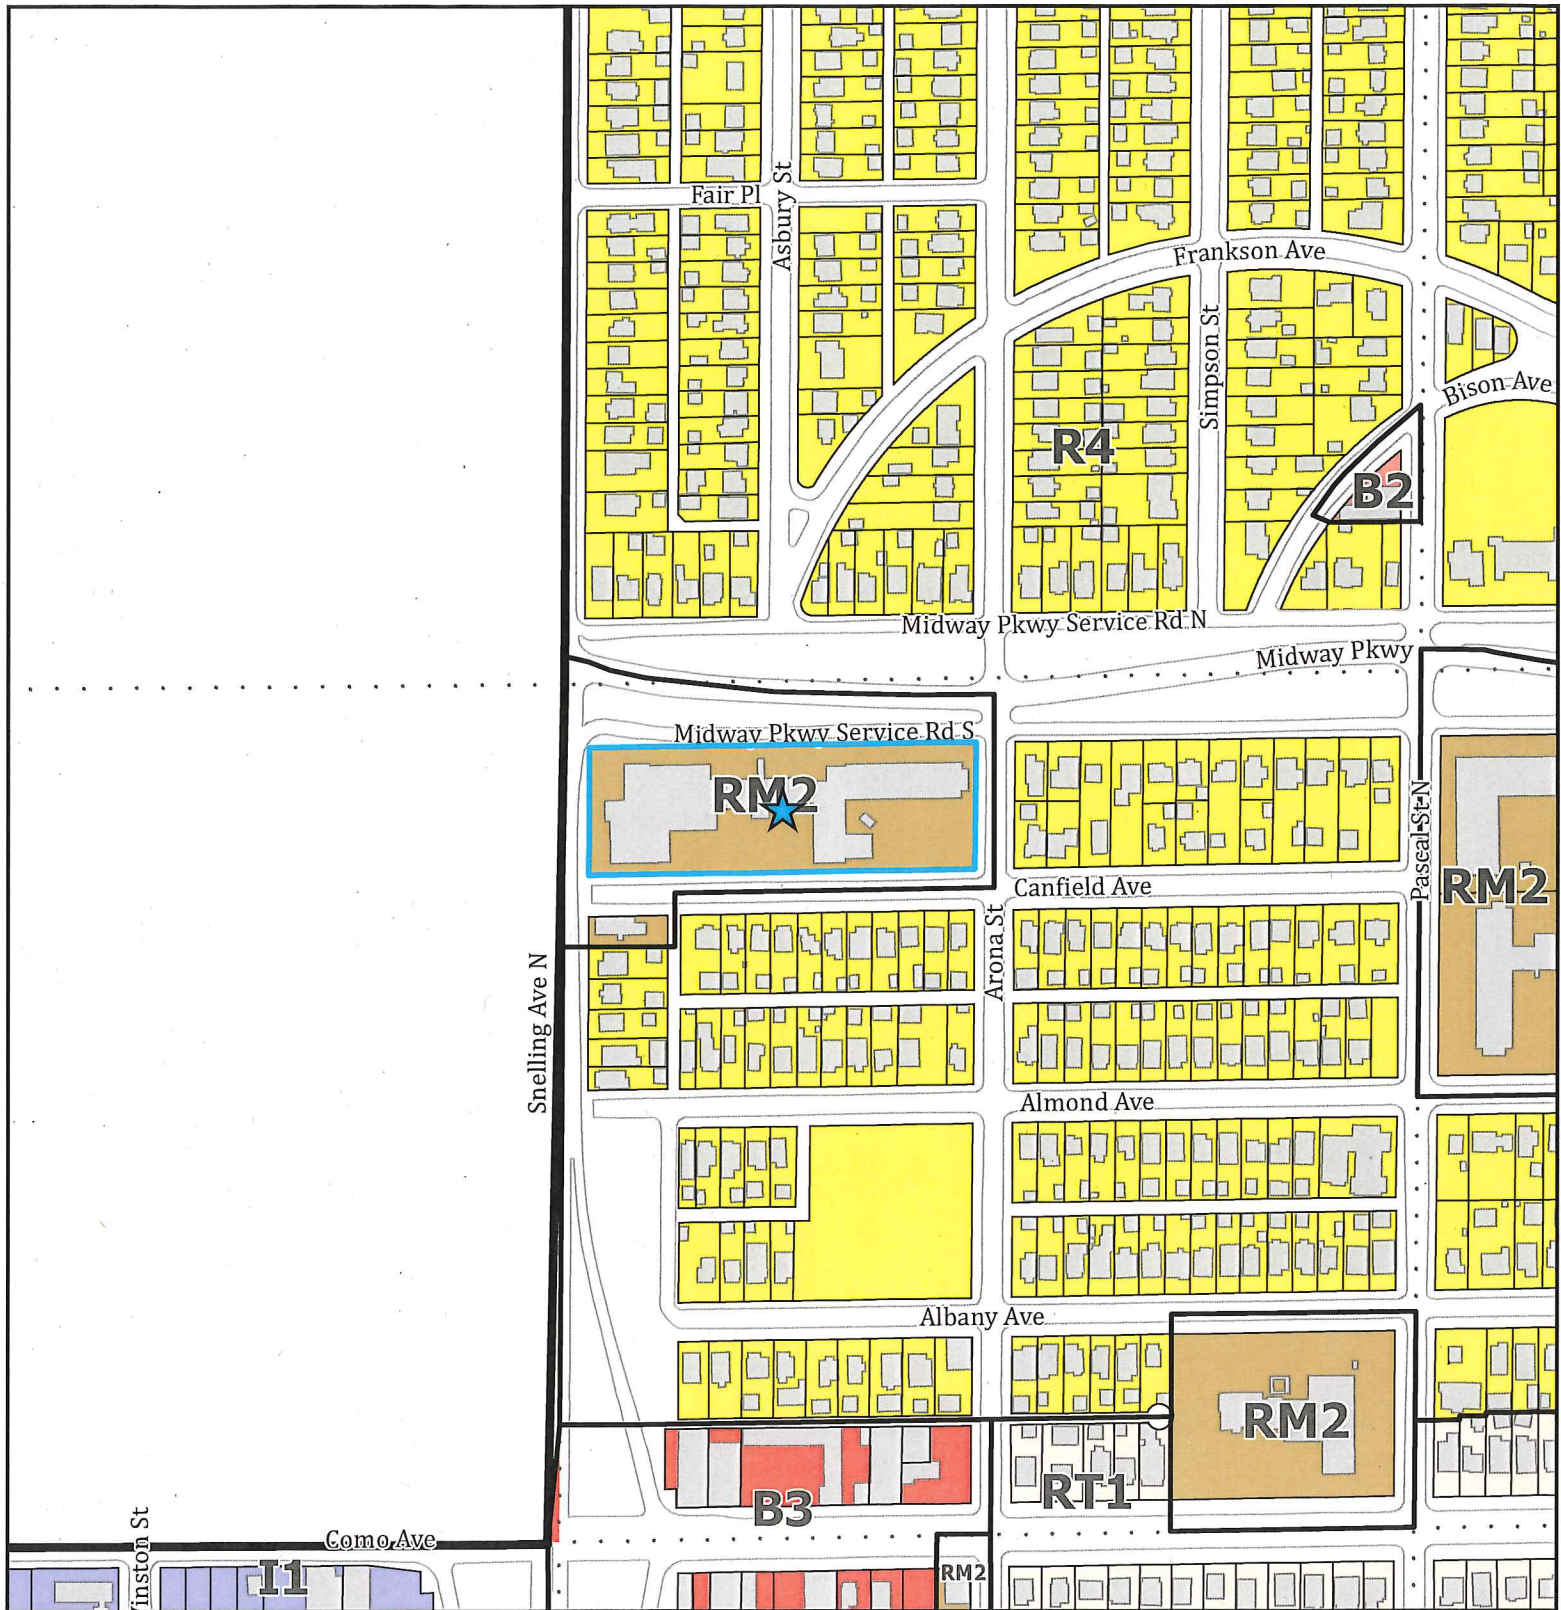 Fair Pl
Asbury St
Frankson Ave
Simpson St
Bison Ave
R4
B2
Midway Pkwy Service Rd N
Midway Pkwy
Midway Pkwy Service Rd S
RM2
Pascal St N
RM2
Canfield Ave
Arona St
Snelling Ave N
Almond Ave
Albany Ave
RM2
RT1
B3
Como Ave
I1
RM2